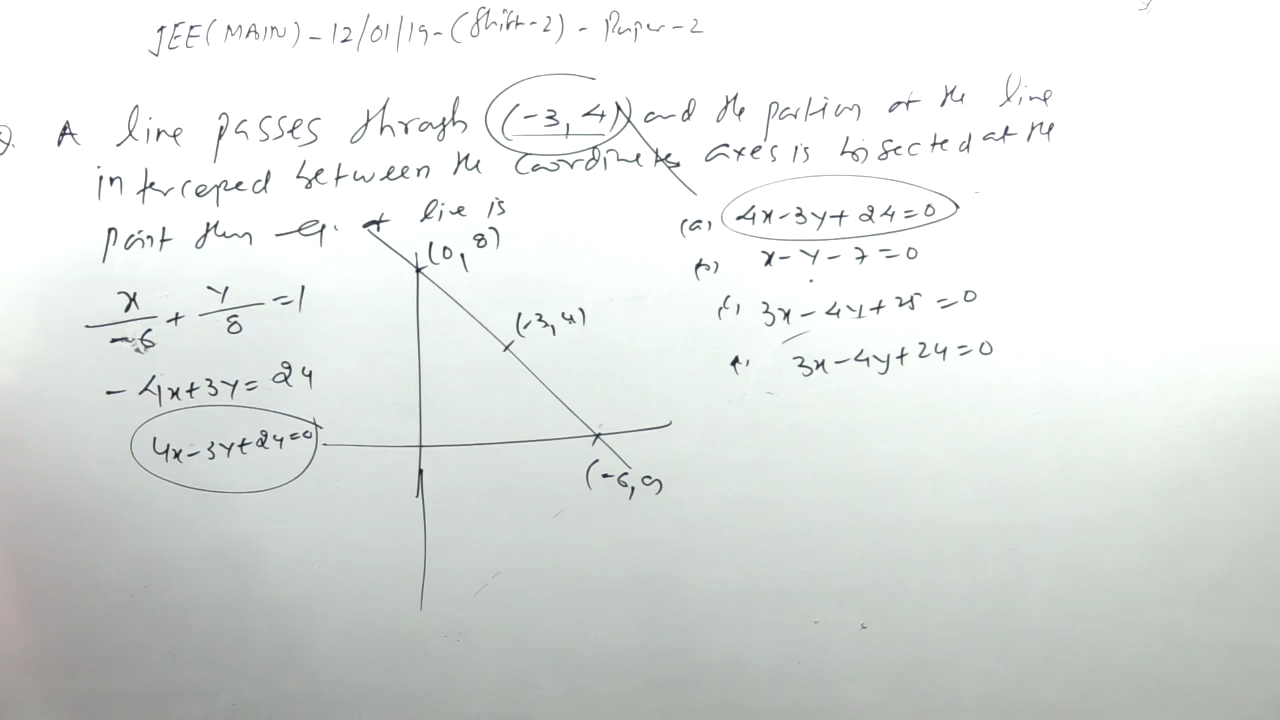 JEE(MAIN) - 12/01/19 - (Shift-2) - Paper-2
Q. A line passes throgh (-3, 4) and the portion of the line
interceped between the coordinates axes is bisected at the
point then eq. of line is
(a) 4x-3y+24=0
(b) x-y-7=0
3x-4y+25=0
3x-4y+24=0
(0, 8)
(-3, 4)
(-6, 0)
x/-6 + y/8 = 1
-4x+3y=24
4x-3y+24=0